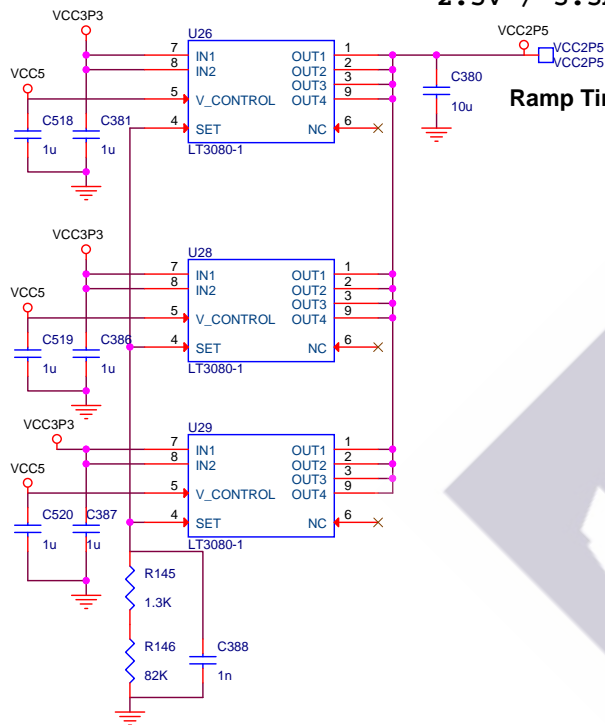 2.5V / 3.3
VCC3P3
U26
VCC2P5
7 IN1 OUT1 1
VCC2P5
8 IN2 OUT2 2
VCC2P5
VCC5
OUT3 3
C380
5 V_CONTROL OUT4 9
10u
Ramp Tin
C518
C381
4 SET NC 6
1u
1u
LT3080-1
VCC3P3
U28
7 IN1 OUT1 1
8 IN2 OUT2 2
VCC5
OUT3 3
5 V_CONTROL OUT4 9
C519
C386
4 SET NC 6
1u
1u
LT3080-1
VCC3P3
U29
7 IN1 OUT1 1
8 IN2 OUT2 2
VCC5
OUT3 3
5 V_CONTROL OUT4 9
C520
C387
4 SET NC 6
1u
1u
LT3080-1
R145
1.3K
R146
C388
82K
1n